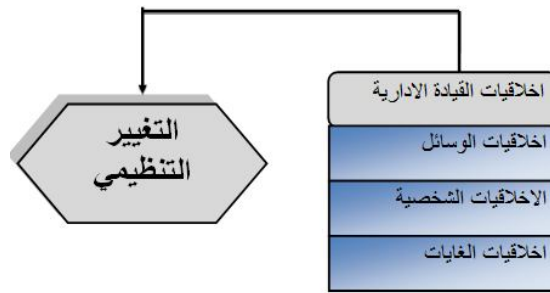 اخلاقيات القيادة الادارية
اخلاقيات الوسائل
الاخلاقيات الشخصية
اخلاقيات الغايات
التغيير
التنظيمي